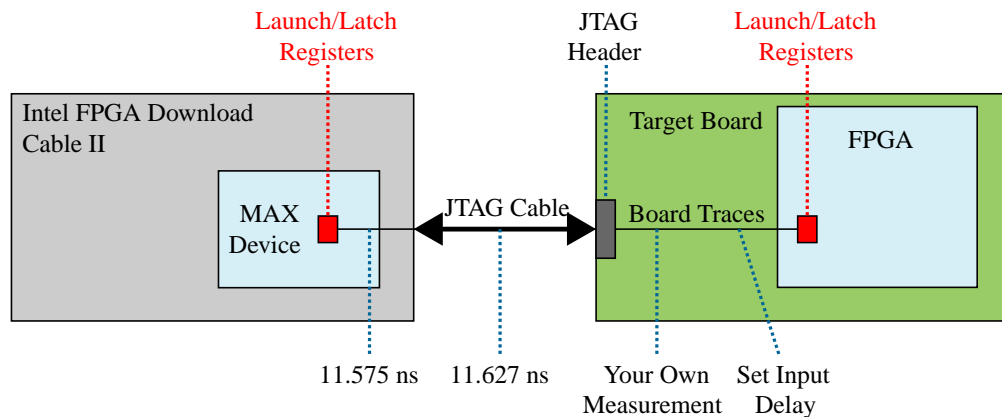 Launch/Latch
Registers
JTAG
Header
Launch/Latch
Registers
Intel FPGA Download
Cable II
Target Board
FPGA
MAX
Device
JTAG Cable
Board Traces
11.575 ns
11.627 ns
Your Own
Measurement
Set Input
Delay